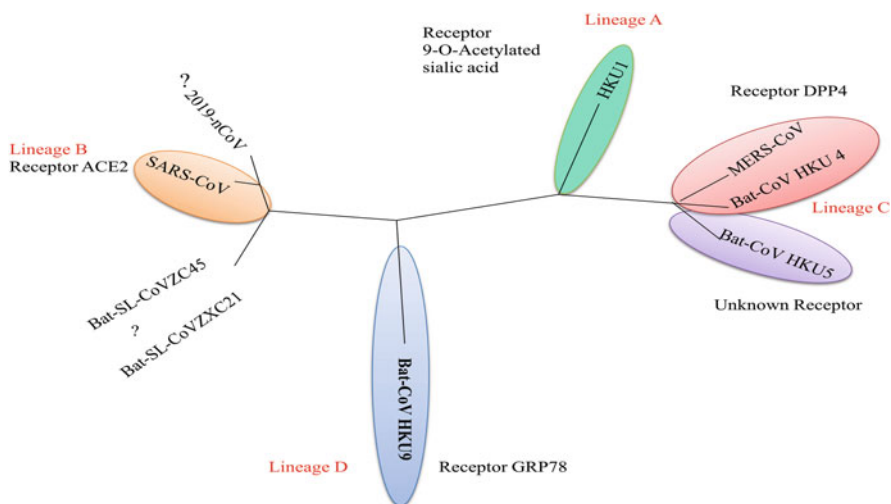 Lineage A
Receptor
9-O-Acetylated
sialic acid
HKU1
Receptor DPP4
MERS-CoV
Bat-CoV HKU 4
Lineage C
Bat-CoV HKU5
Unknown Receptor
?
2019-nCoV
Lineage B
Receptor ACE2
SARS-CoV
Bat-SL-CoVZC45
?
Bat-SL-CoVZXC21
Bat-CoV HKU9
Lineage D
Receptor GRP78